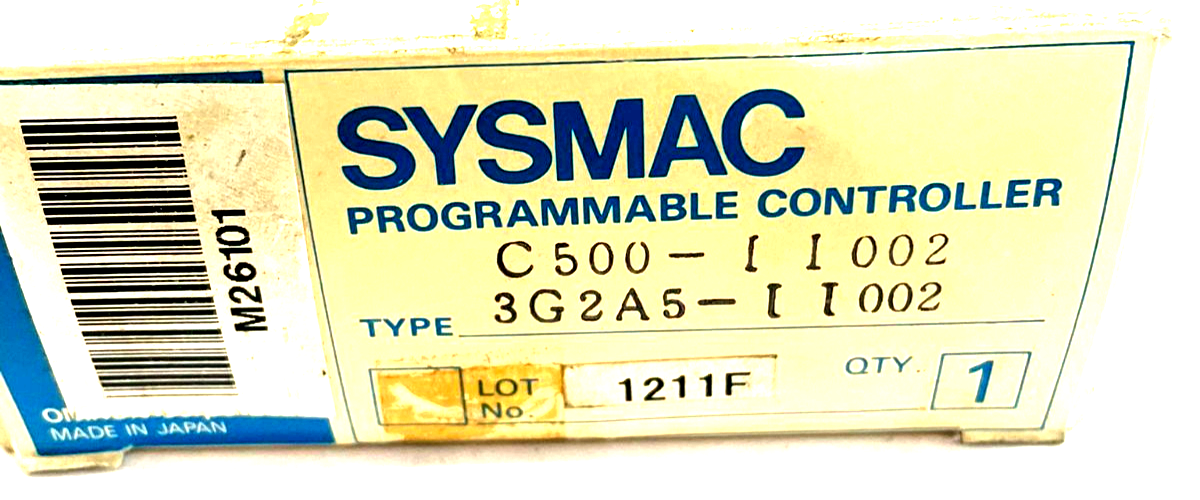 SYSMAC
PROGRAMMABLE CONTROLLER
C500-II002
TYPE 3G2A5-II002
LOT No. 1211F
QTY. 1
M26101
MADE IN JAPAN